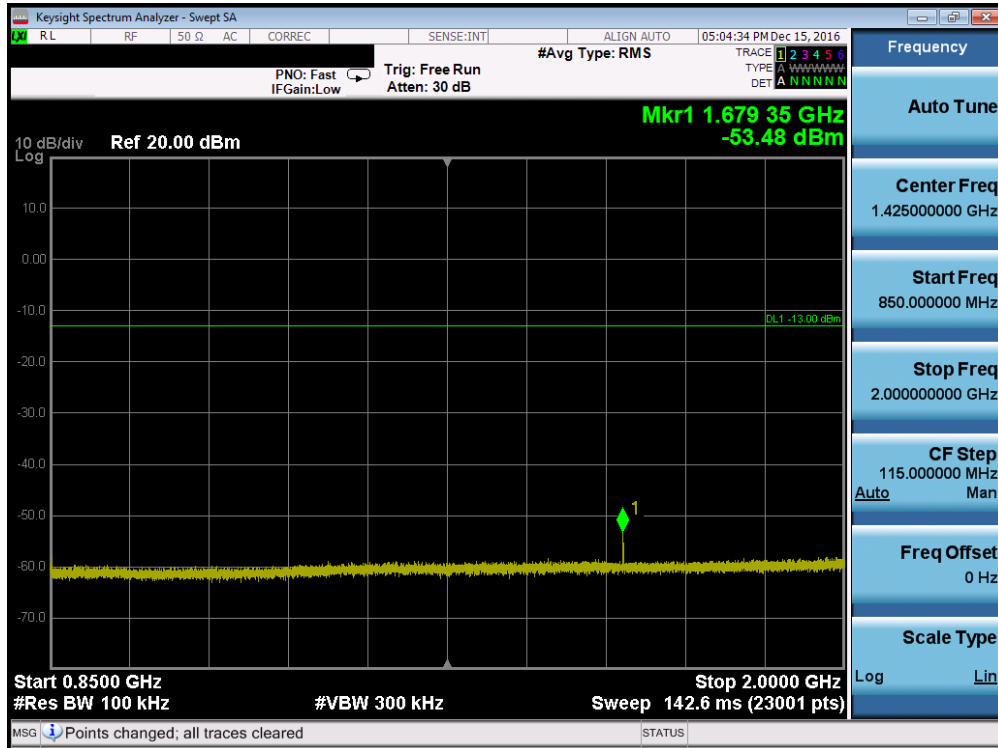 Keysight Spectrum Analyzer - Swept SA
LXI RL RF 50 Ω AC CORREC SENSE:INT ALIGN AUTO 05:04:34 PM Dec 15, 2016
PNO: Fast
IFGain:Low
Trig: Free Run
Atten: 30 dB
#Avg Type: RMS
TRACE 1 2 3 4 5 6
TYPE A WWWWW
DET A N N N N N
Mkr1 1.679 35 GHz
-53.48 dBm
10 dB/div Ref 20.00 dBm
Log
10.0
0.00
-10.0
DL1 -13.00 dBm
-20.0
-30.0
-40.0
-50.0
1
-60.0
-70.0
Start 0.8500 GHz Stop 2.0000 GHz
#Res BW 100 kHz #VBW 300 kHz Sweep 142.6 ms (23001 pts)
MSG Points changed; all traces cleared STATUS
Frequency
Auto Tune
Center Freq
1.425000000 GHz
Start Freq
850.000000 MHz
Stop Freq
2.000000000 GHz
CF Step
115.000000 MHz
Auto Man
Freq Offset
0 Hz
Scale Type
Log Lin